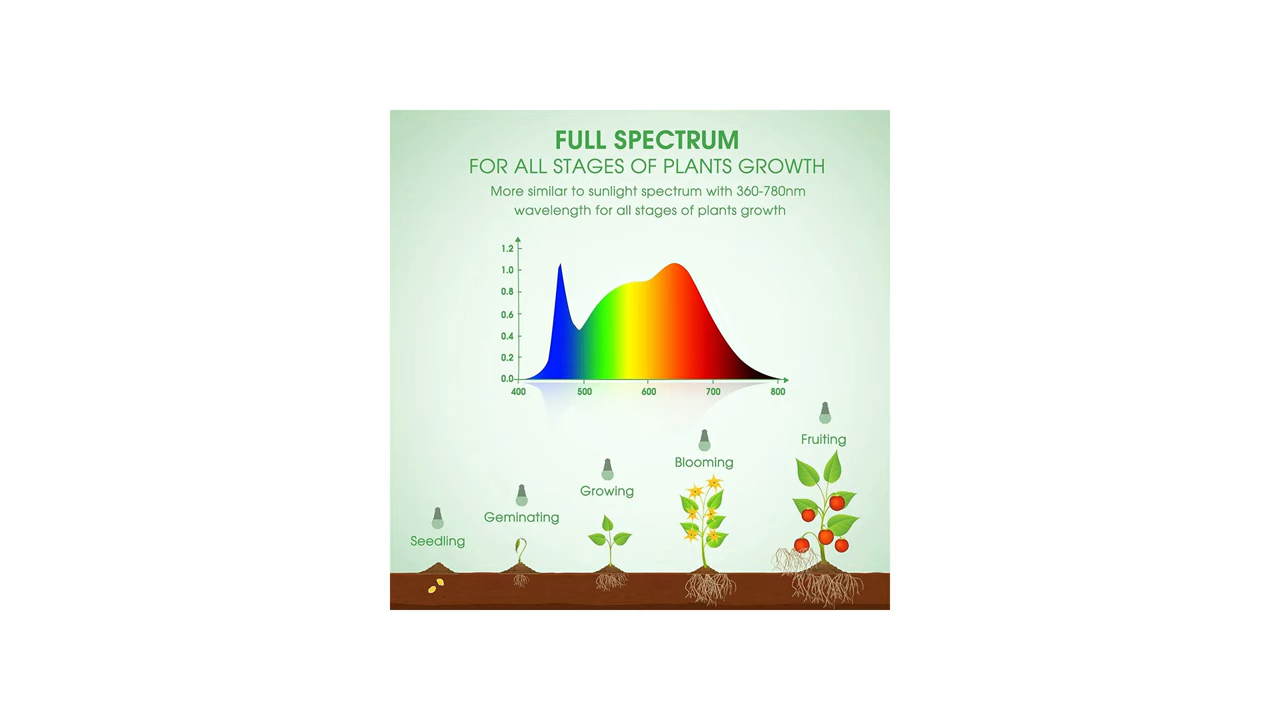 FULL SPECTRUM
FOR ALL STAGES OF PLANTS GROWTH
More similar to sunlight spectrum with 360-780nm
wavelength for all stages of plants growth
1.2
1.0
0.8
0.6
0.4
0.2
0.0
400 500 600 700 800
Fruiting
Blooming
Growing
Geminating
Seedling